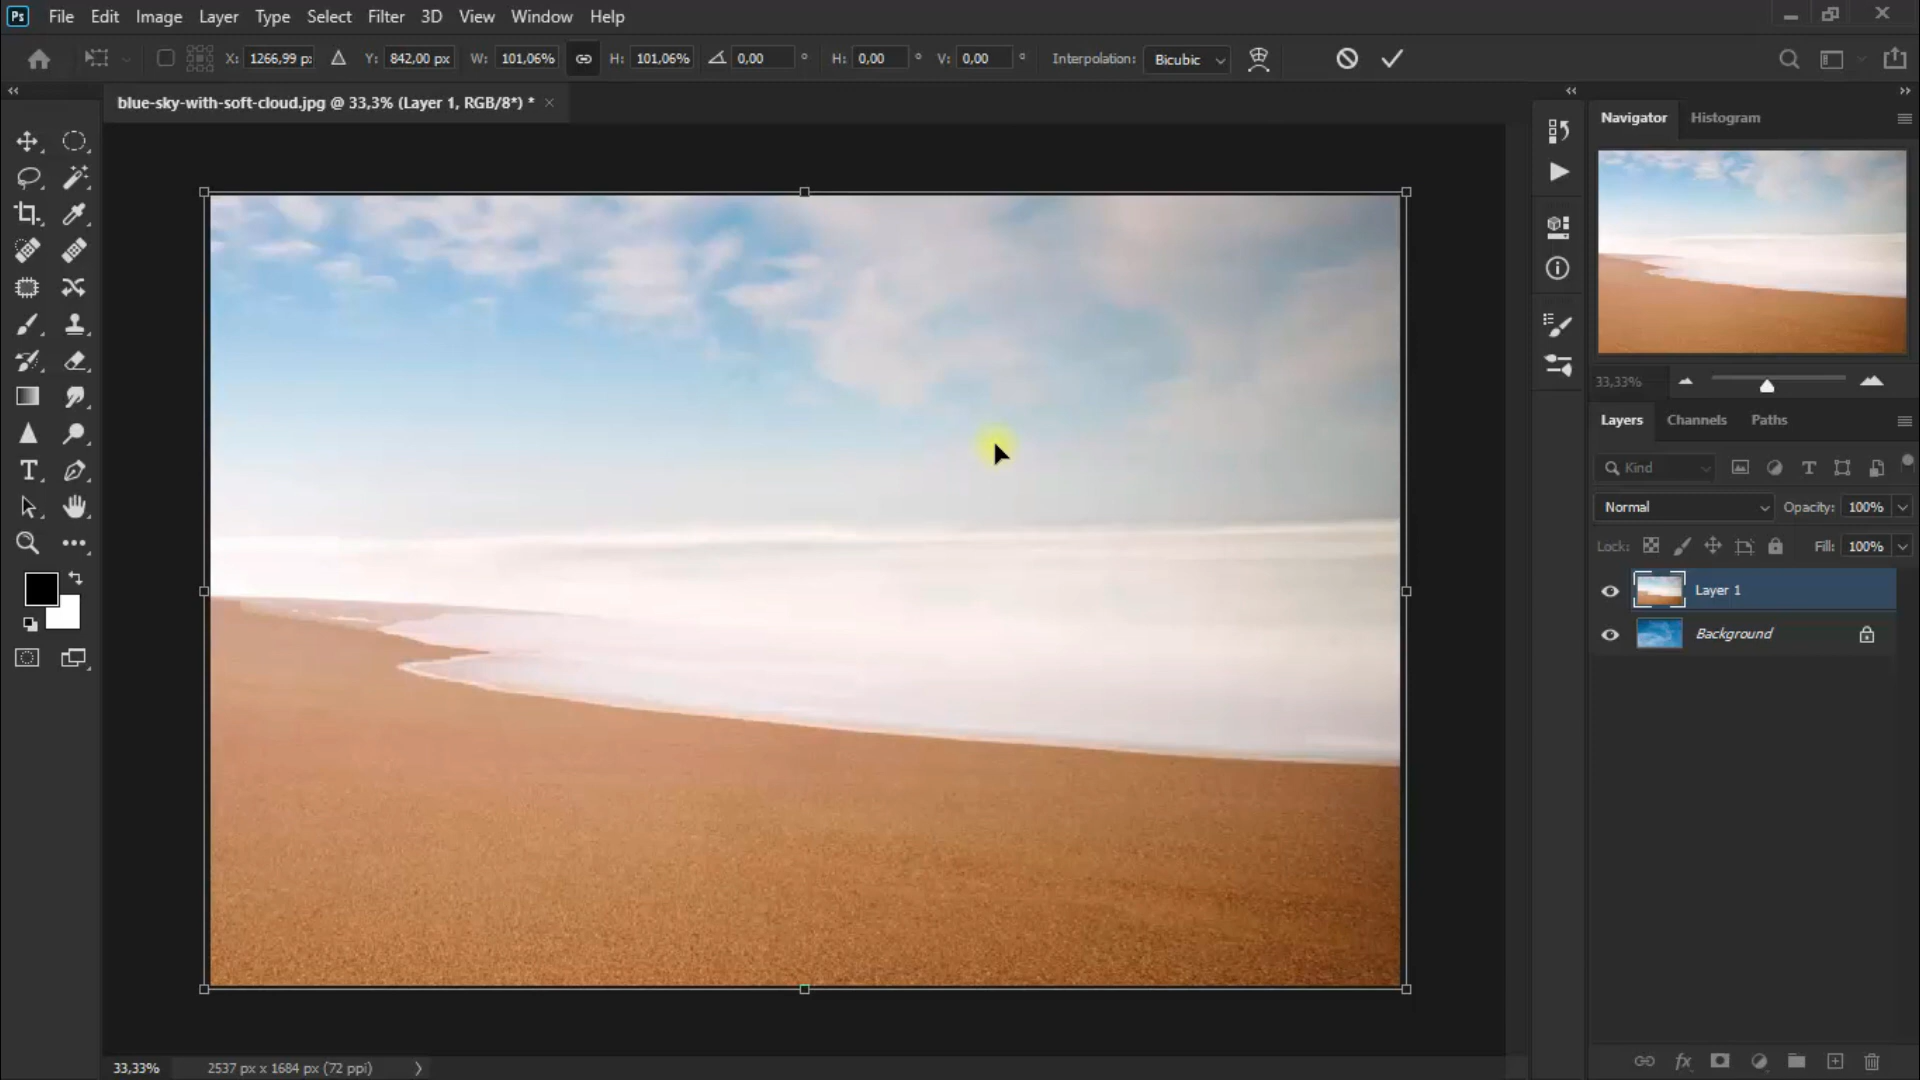 Ps File Edit Image Layer Type Select Filter 3D View Window Help
X: 1266,99 p Y: 842,00 px W: 101,06% H: 101,06% 0,00 ° H: 0,00 ° V: 0,00 ° Interpolation: Bicubic
blue-sky-with-soft-cloud.jpg @ 33,3% (Layer 1, RGB/8*) * ×
Navigator Histogram
33,33%
Layers Channels Paths
Kind
Normal Opacity: 100%
Lock: Fill: 100%
Layer 1
Background
33,33% 2537 px x 1684 px (72 ppi)